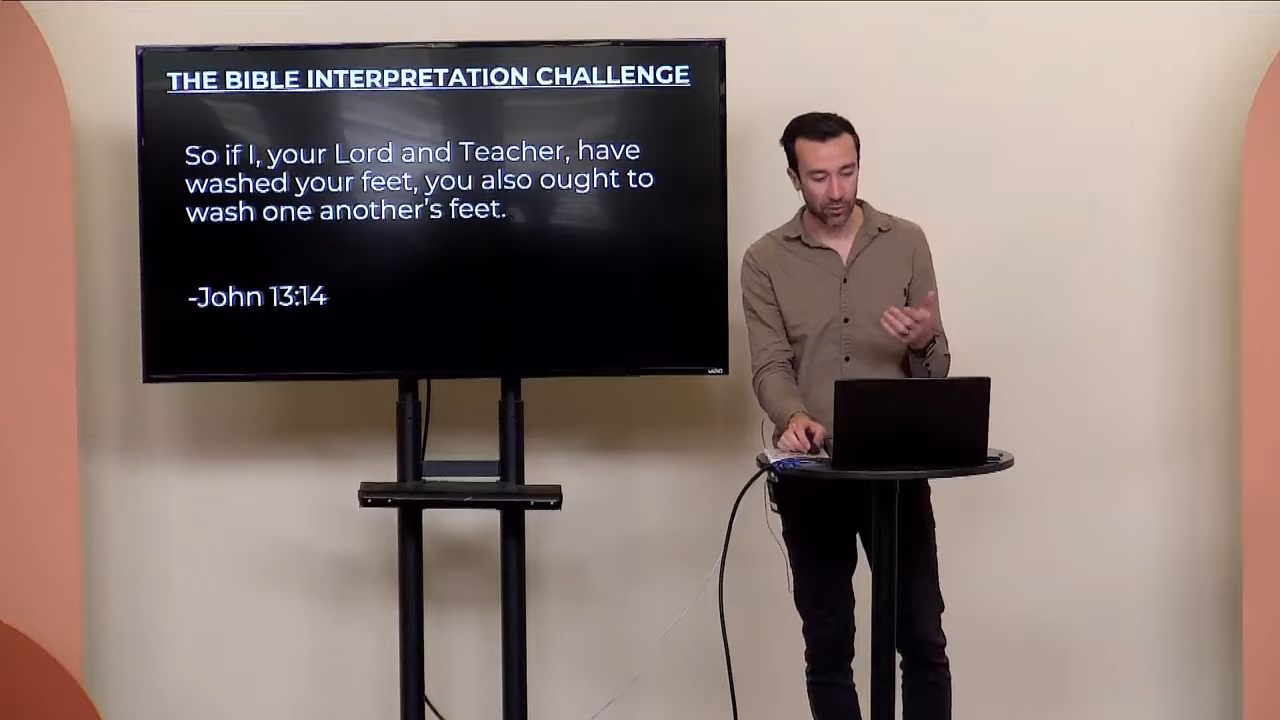 THE BIBLE INTERPRETATION CHALLENGE
So if I, your Lord and Teacher, have
washed your feet, you also ought to
wash one another’s feet.
-John 13:14
VIZIO